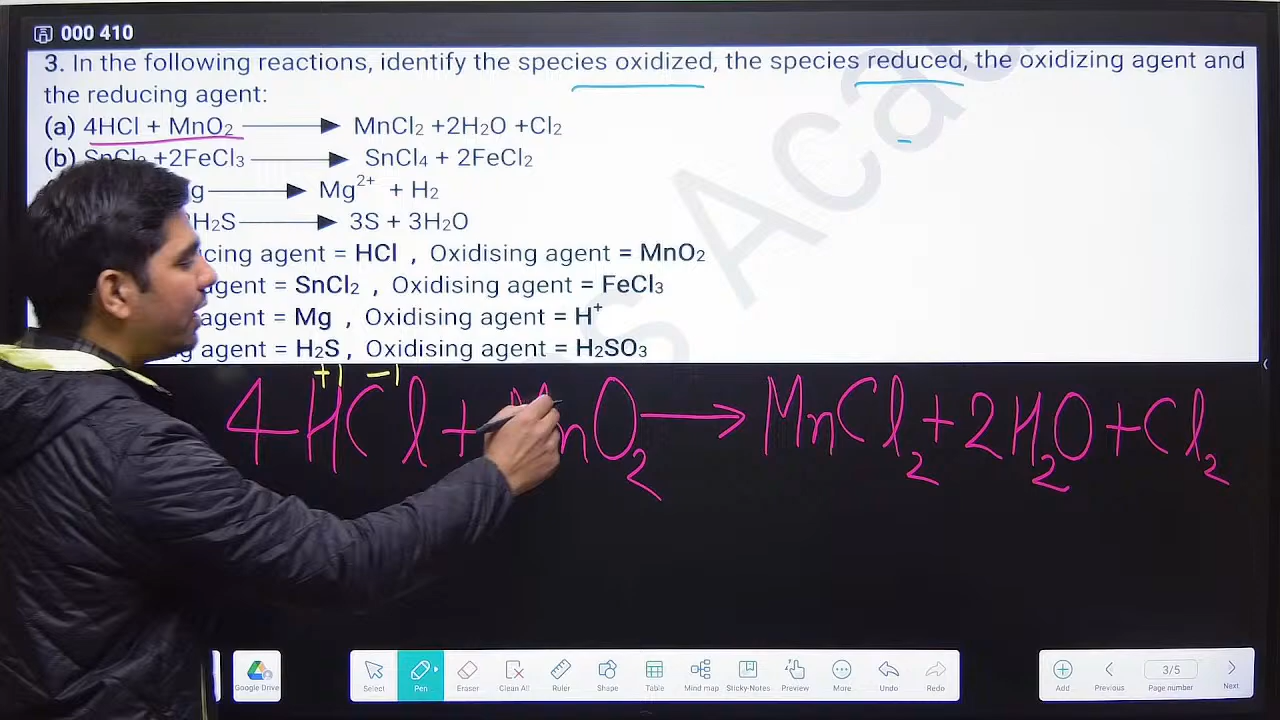 000 410
3. In the following reactions, identify the species oxidized, the species reduced, the oxidizing agent and
the reducing agent:
(a) 4HCl + MnO₂ → MnCl₂ +2H₂O +Cl₂
(b) +2FeCl₃ → SnCl₄ + 2FeCl₂
→ Mg²⁺ + H₂
H₂S → 3S + 3H₂O
agent = HCl , Oxidising agent = MnO₂
agent = SnCl₂ , Oxidising agent = FeCl₃
agent = Mg , Oxidising agent = H⁺
agent = H₂S , Oxidising agent = H₂SO₃
+1 −1
4HCl + MnO₂ → MnCl₂ + 2H₂O + Cl₂
Google Drive
Select Pen Eraser Clean All Ruler Shape Table Mind map Sticky-Notes Preview More Undo Redo
Add Previous 3/5 Page number Next